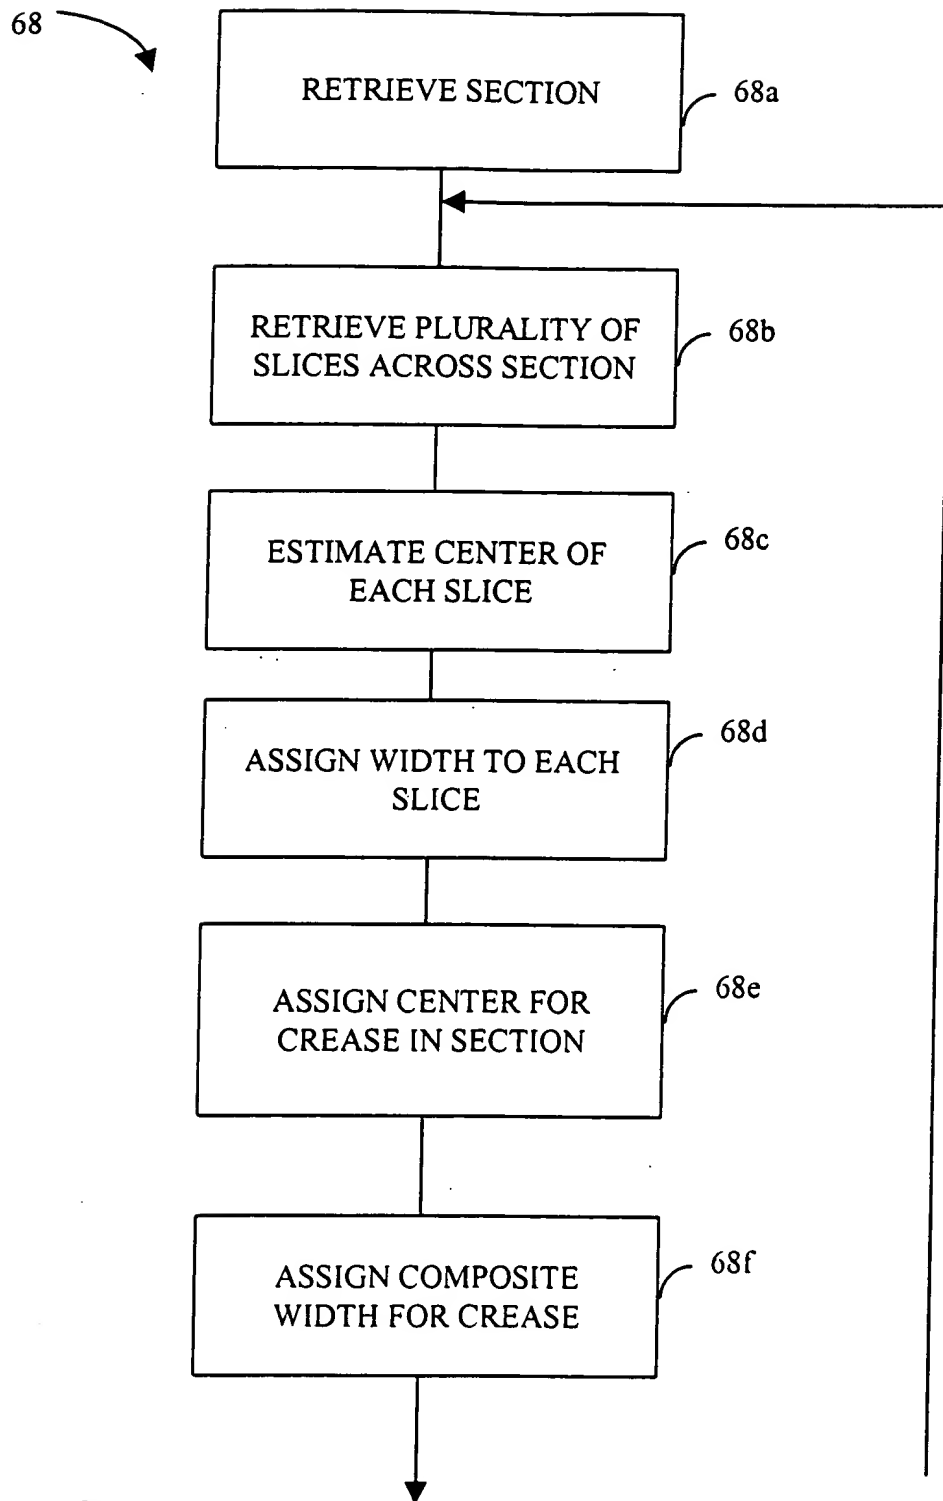 68
RETRIEVE SECTION
68a
RETRIEVE PLURALITY OF
SLICES ACROSS SECTION
68b
ESTIMATE CENTER OF
EACH SLICE
68c
ASSIGN WIDTH TO EACH
SLICE
68d
ASSIGN CENTER FOR
CREASE IN SECTION
68e
ASSIGN COMPOSITE
WIDTH FOR CREASE
68f